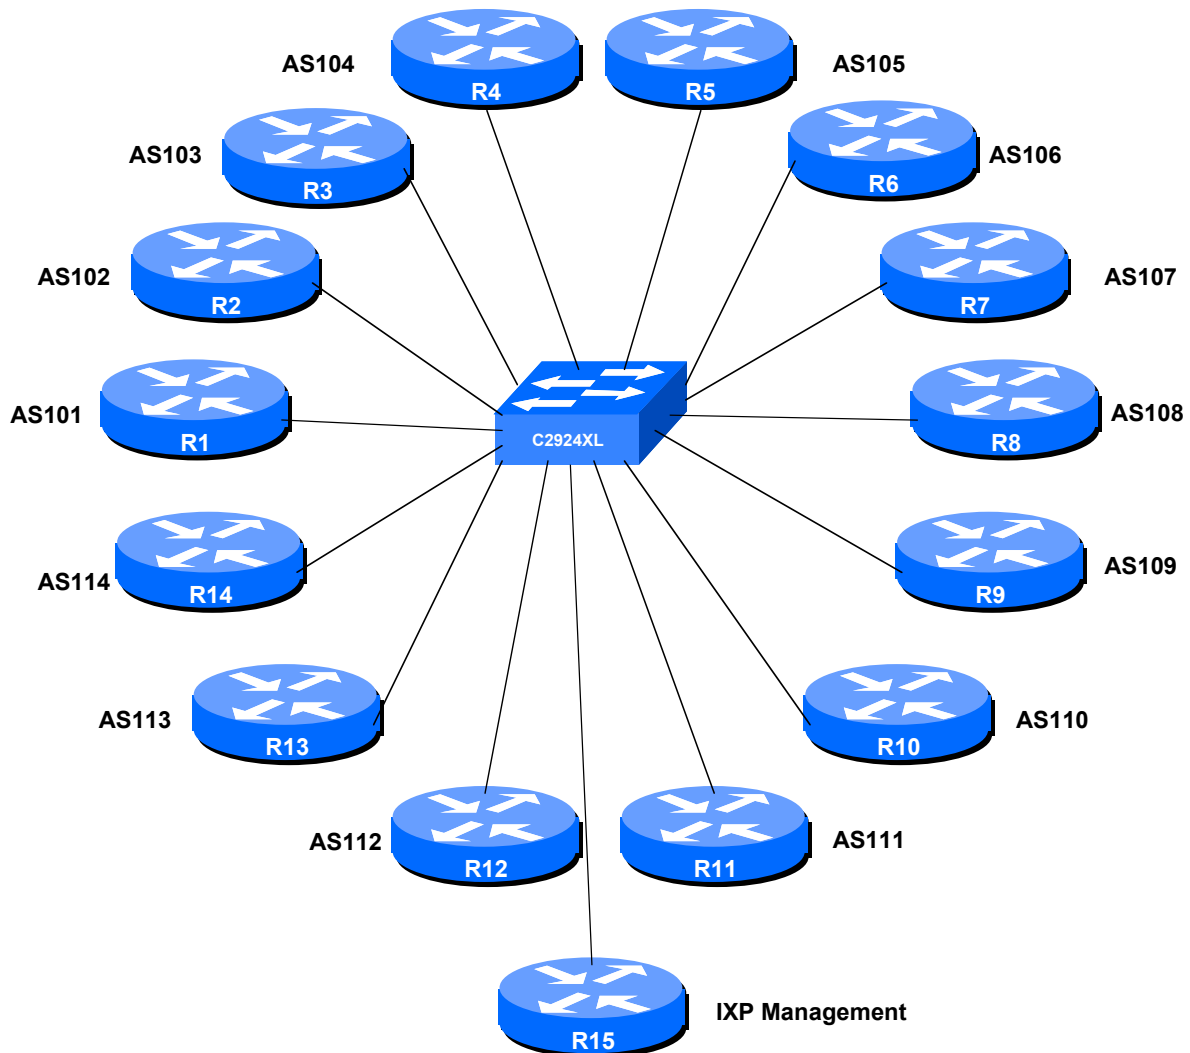 AS104
R4
R5
AS105
AS103
R3
R6
AS106
AS102
R2
R7
AS107
AS101
R1
C2924XL
R8
AS108
AS114
R14
R9
AS109
AS113
R13
R10
AS110
AS112
R12
R11
AS111
R15
IXP Management